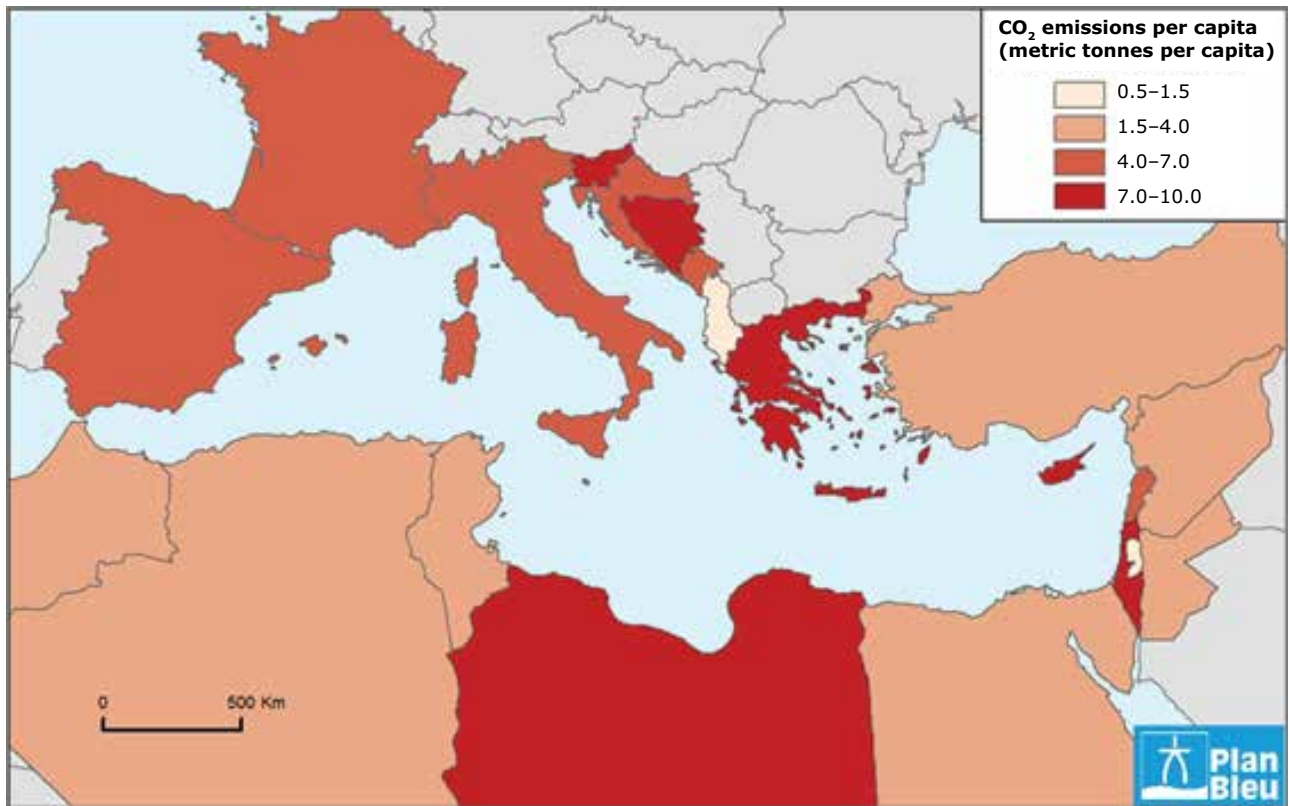 CO₂ emissions per capita
(metric tonnes per capita)
0.5–1.5
1.5–4.0
4.0–7.0
7.0–10.0
0 500 Km
Plan
Bleu